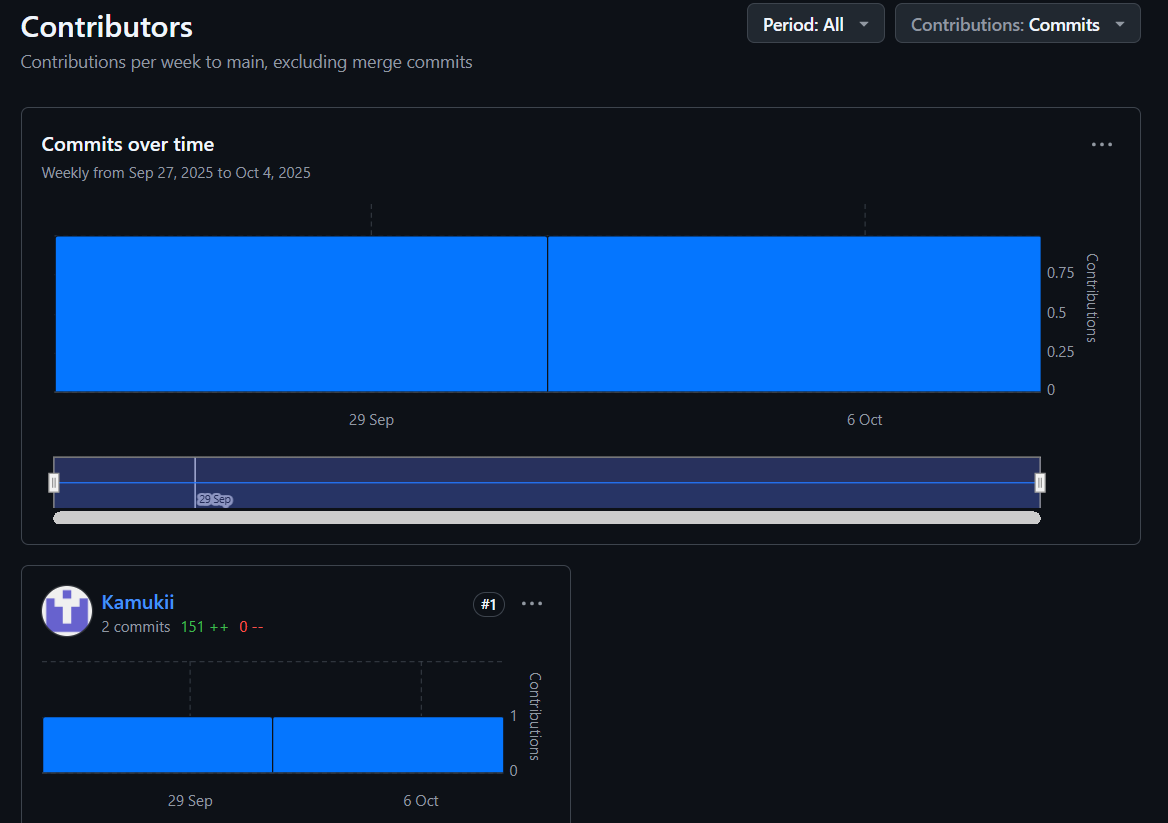 Contributors
Period: All
Contributions: Commits
Contributions per week to main, excluding merge commits
Commits over time
Weekly from Sep 27, 2025 to Oct 4, 2025
0.75
0.5
0.25
0
Contributions
29 Sep
6 Oct
29 Sep
Kamukii
#1
2 commits 151 ++ 0 --
1
0
Contributions
29 Sep
6 Oct